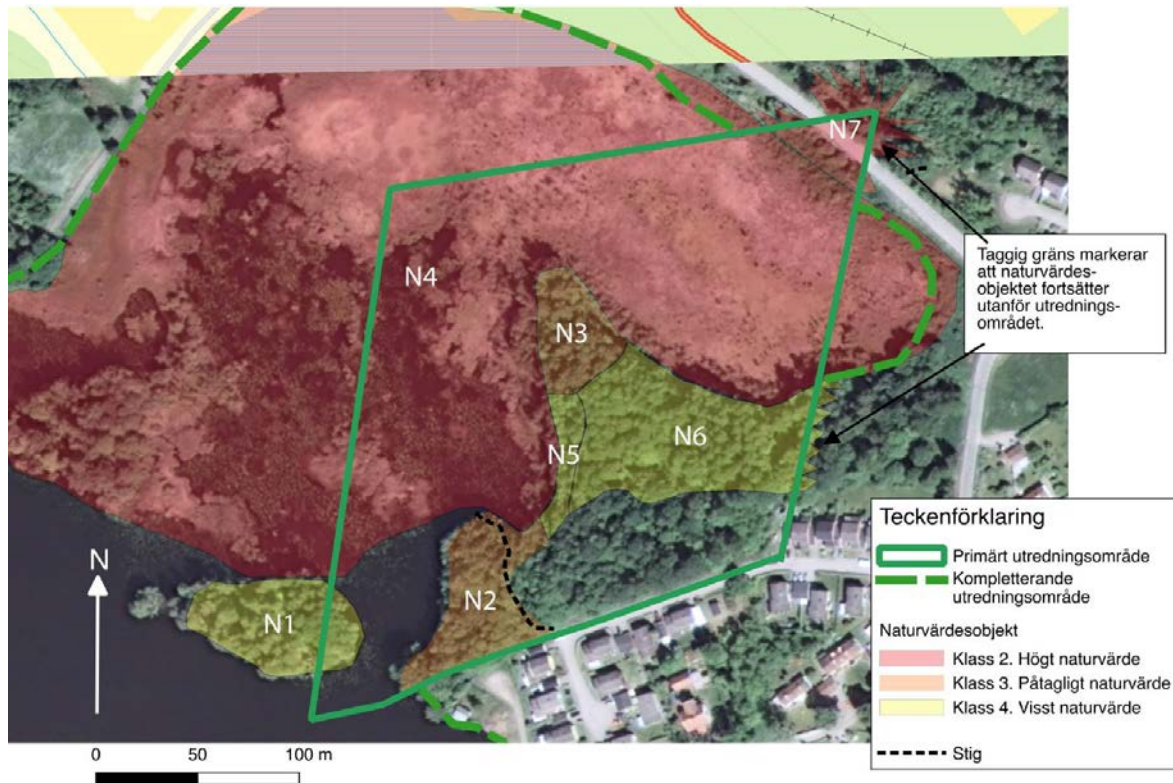 N7
N4
N3
N6
N5
N2
N1
N
Taggig gräns markerar
att naturvärdes-
objektet fortsätter
utanför utrednings-
området.
Teckenförklaring
Primärt utredningsområde
Kompletterande
utredningsområde
Naturvärdesobjekt
Klass 2. Högt naturvärde
Klass 3. Påtagligt naturvärde
Klass 4. Visst naturvärde
Stig
0 50 100 m